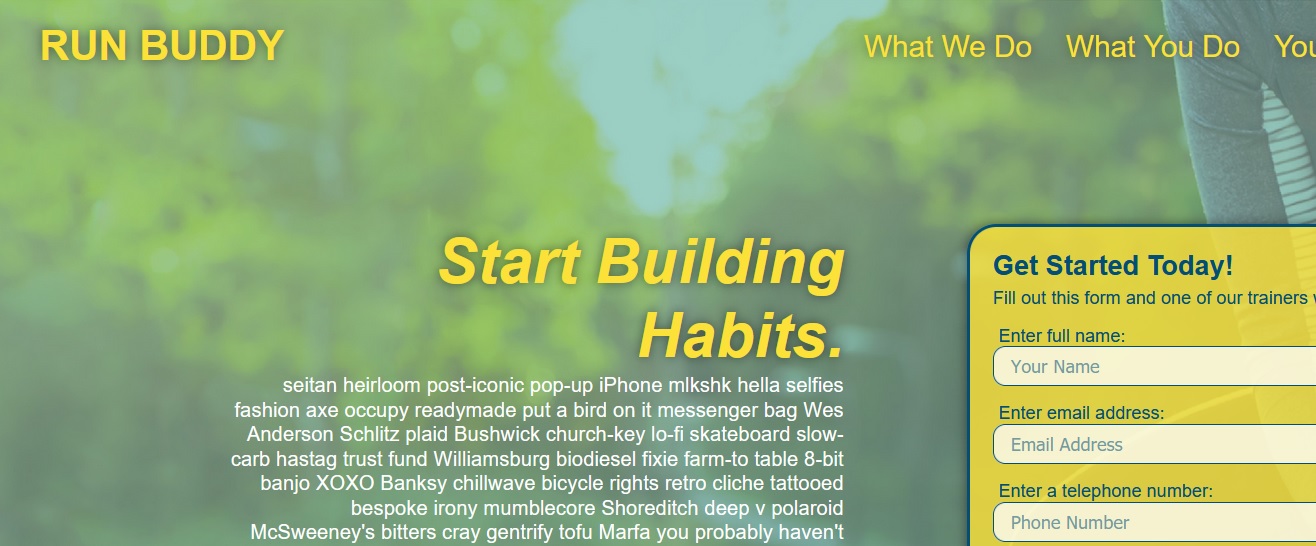 RUN BUDDY
What We Do What You Do You
Start Building
Habits.
seitan heirloom post-iconic pop-up iPhone mlkshk hella selfies
fashion axe occupy readymade put a bird on it messenger bag Wes
Anderson Schlitz plaid Bushwick church-key lo-fi skateboard slow-
carb hastag trust fund Williamsburg biodiesel fixie farm-to table 8-bit
banjo XOXO Banksy chillwave bicycle rights retro cliche tattooed
bespoke irony mumblecore Shoreditch deep v polaroid
McSweeney's bitters cray gentrify tofu Marfa you probably haven't
Get Started Today!
Fill out this form and one of our trainers
Enter full name:
Your Name
Enter email address:
Email Address
Enter a telephone number:
Phone Number